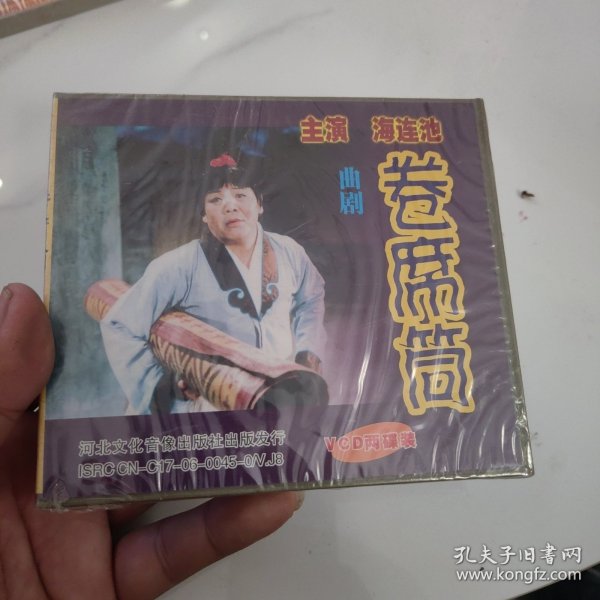 主演 海连池
曲剧
卷席筒
河北文化音像出版社出版发行
ISRC CN-C17-06-0045-0/V.J8
VCD两碟装
孔夫子旧书网
www.kongfz.com